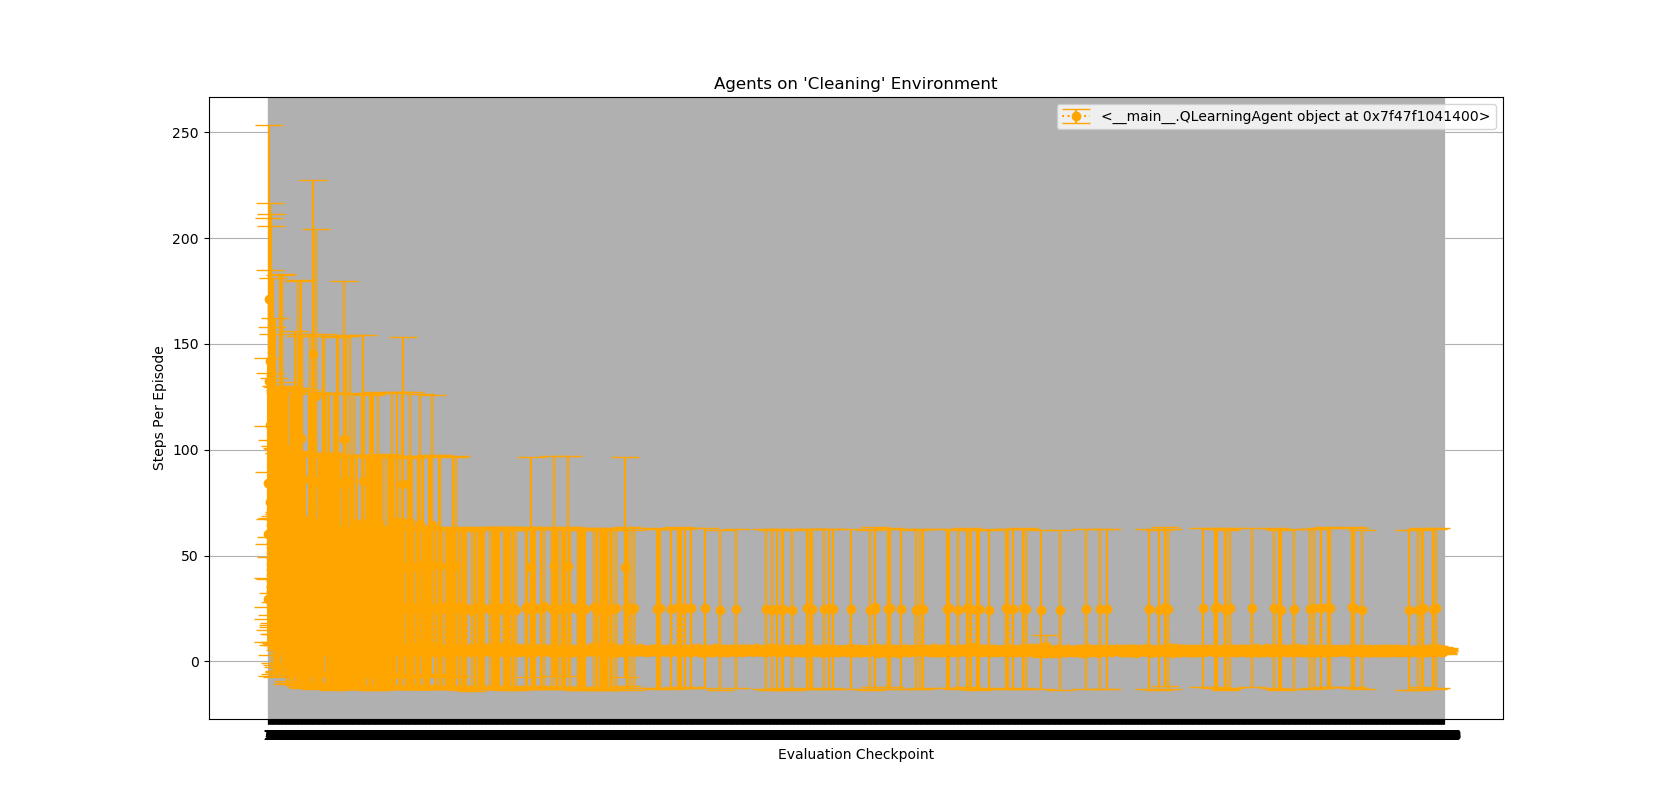 Agents on 'Cleaning' Environment
<__main__.QLearningAgent object at 0x7f47f1041400>
250
200
150
100
50
0
Steps Per Episode
Evaluation Checkpoint